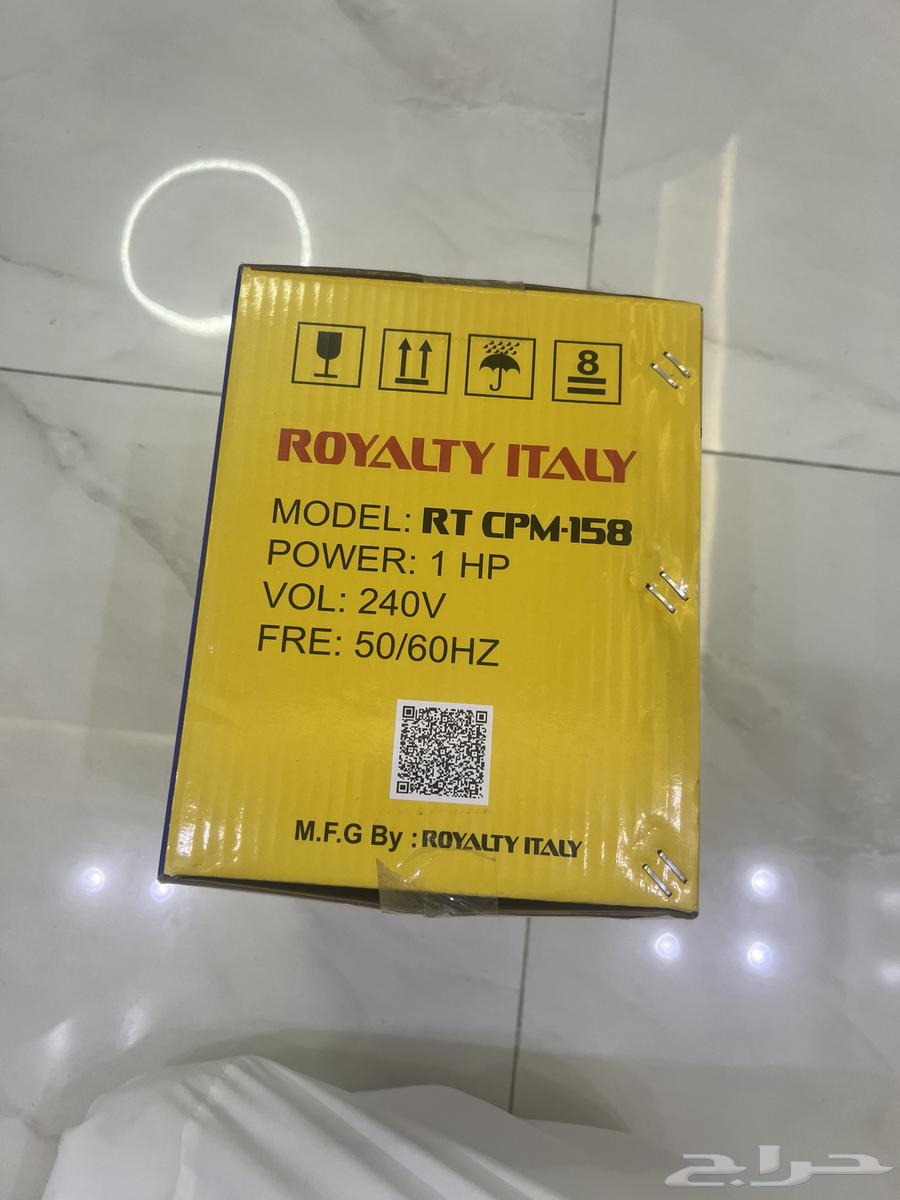 8
ROYALTY ITALY
MODEL: RT CPM-158
POWER: 1 HP
VOL: 240V
FRE: 50/60HZ
M.F.G By : ROYALTY ITALY
حراج